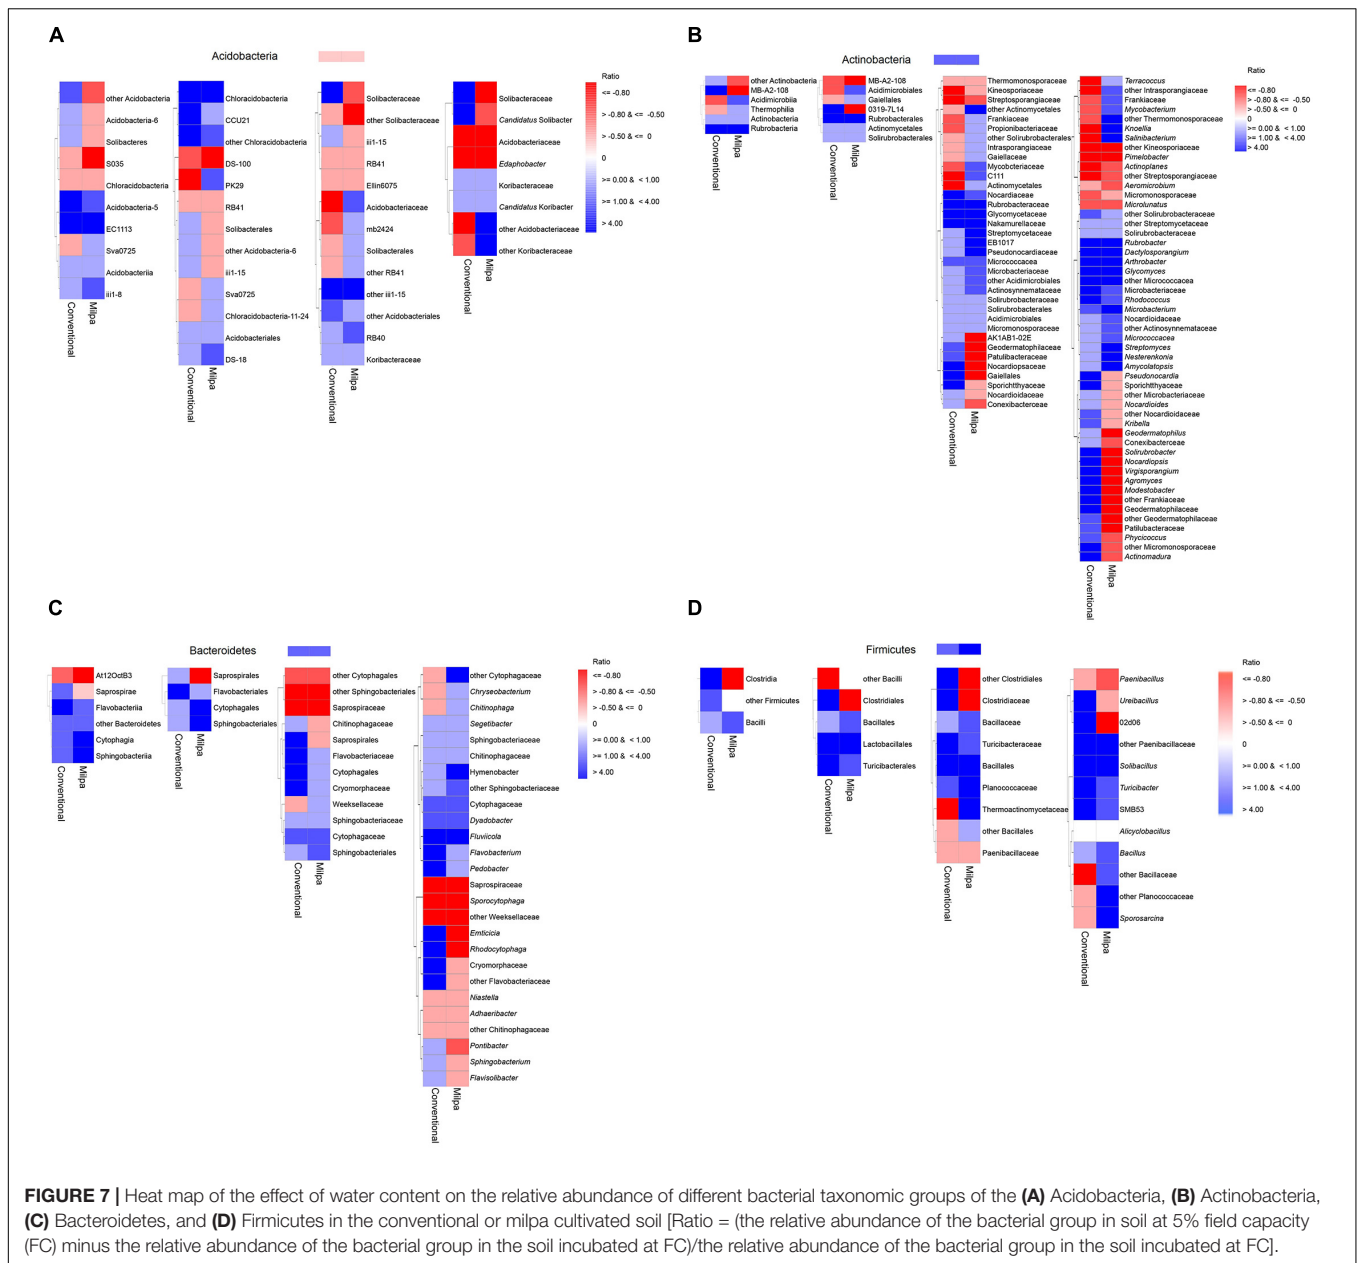 A
Acidobacteria
other Acidobacteria
Acidobacteria-6
Solibacteres
S035
Chloracidobacteria
Acidobacteria-5
EC1113
Sva0725
Acidobacteriia
iii1-8
Conventional
Milpa
Chloracidobacteria
CCU21
other Chloracidobacteria
DS-100
PK29
RB41
Solibacterales
other Acidobacteria-6
iii1-15
Sva0725
Chloracidobacteria-11-24
Acidobacteriales
DS-18
Conventional
Milpa
Solibacteraceae
other Solibacteraceae
iii1-15
RB41
Ellin6075
Acidobacteriaceae
mb2424
Solibacterales
other RB41
other iii1-15
other Acidobacteriales
RB40
Koribacteraceae
Conventional
Milpa
Solibacteraceae
Candidatus Solibacter
Acidobacteriaceae
Edaphobacter
Koribacteraceae
Candidatus Koribacter
other Acidobacteriaceae
other Koribacteraceae
Conventional
Milpa
Ratio
<= -0.80
> -0.80 & <= -0.50
> -0.50 & <= 0
0
>= 0.00 & < 1.00
>= 1.00 & < 4.00
> 4.00
B
Actinobacteria
other Actinobacteria
MB-A2-108
Acidimicrobiia
Thermophilia
Actinobacteria
Rubrobacteria
Conventional
Milpa
MB-A2-108
Acidimicrobiales
Gaiellales
0319-7L14
Rubrobacterales
Actinomycetales
Solirubrobacterales
Conventional
Milpa
Thermomonosporaceae
Kineosporiaceae
Streptosporangiaceae
other Actinomycetales
Frankiaceae
Propionibacteriaceae
other Solirubrobacterales
Intrasporangiaceae
Gaiellaceae
Mycobcteriaceae
C111
Actinomycetales
Nocardiaceae
Rubrobacteraceae
Glycomycetaceae
Nakamurellaceae
Streptomycetaceae
EB1017
Pseudonocardiaceae
Micrococcacea
Microbacteriaceae
other Acidimicrobiales
Actinosynnemataceae
Solirubrobacteraceae
Solirubrobacterales
Acidimicrobiales
Micromonosporaceae
AK1AB1-02E
Geodermatophilaceae
Patulibacteraceae
Nocardiopsaceae
Gaiellales
Sporichtthyaceae
Nocardioidaceae
Conexibacterceae
Conventional
Milpa
Terracoccus
other Intrasporangiaceae
Frankiaceae
Mycobacterium
other Thermomonosporaceae
Knoellia
Salinibacterium
other Kineosporiaceae
Pimelobacter
Actinoplanes
other Streptosporangiaceae
Aeromicrobium
Micromonosporaceae
Microlunatus
other Solirubrobacteraceae
other Streptomycetaceae
Solirubrobacteraceae
Rubrobacter
Dactylosporangium
Arthrobacter
Glycomyces
other Micrococcacea
Microbacteriaceae
Rhodococcus
Microbacterium
Nocardioidaceae
other Actinosynnemataceae
Micrococcacea
Streptomyces
Nesterenkonia
Amycolatopsis
Pseudonocardia
Sporichtthyaceae
other Microbacteriaceae
Nocardioides
other Nocardioidaceae
Kribella
Geodermatophilus
Conexibacterceae
Solirubrobacter
Nocardiopsis
Virgisporangium
Agromyces
Modestobacter
other Frankiaceae
Geodermatophilaceae
other Geodermatophilaceae
Patilubacteraceae
Phycicoccus
other Micromonosporaceae
Actinomadura
Conventional
Milpa
Ratio
<= -0.80
> -0.80 & <= -0.50
> -0.50 & <= 0
0
>= 0.00 & < 1.00
>= 1.00 & < 4.00
> 4.00
C
Bacteroidetes
At12OctB3
Saprospirae
Flavobacteriia
other Bacteroidetes
Cytophagia
Sphingobacteriia
Conventional
Milpa
Saprospirales
Flavobacteriales
Cytophagales
Sphingobacteriales
Conventional
Milpa
other Cytophagales
other Sphingobacteriales
Saprospiraceae
Chitinophagaceae
Saprospirales
Flavobacteriaceae
Cytophagales
Cryomorphaceae
Weeksellaceae
Sphingobacteriaceae
Cytophagaceae
Sphingobacteriales
Conventional
Milpa
other Cytophagaceae
Chryseobacterium
Chitinophaga
Segetibacter
Sphingobacteriaceae
Chitinophagaceae
Hymenobacter
other Sphingobacteriaceae
Cytophagaceae
Dyadobacter
Fluviicola
Flavobacterium
Pedobacter
Saprospiraceae
Sporocytophaga
other Weeksellaceae
Emticicia
Rhodocytophaga
Cryomorphaceae
other Flavobacteriaceae
Niastella
Adhaeribacter
other Chitinophagaceae
Pontibacter
Sphingobacterium
Flavisolibacter
Conventional
Milpa
Ratio
<= -0.80
> -0.80 & <= -0.50
> -0.50 & <= 0
0
>= 0.00 & < 1.00
>= 1.00 & < 4.00
> 4.00
D
Firmicutes
Clostridia
other Firmicutes
Bacilli
Conventional
Milpa
other Bacilli
Clostridiales
Bacillales
Lactobacillales
Turicibacterales
Conventional
Milpa
other Clostridiales
Clostridiaceae
Bacillaceae
Turicibacteraceae
Bacillales
Planococcaceae
Thermoactinomycetaceae
other Bacillales
Paenibacillaceae
Conventional
Milpa
Paenibacillus
Ureibacillus
02d06
other Paenibacillaceae
Solibacillus
Turicibacter
SMB53
Alicyclobacillus
Bacillus
other Bacillaceae
other Planococcaceae
Sporosarcina
Conventional
Milpa
Ratio
<= -0.80
> -0.80 & <= -0.50
> -0.50 & <= 0
0
>= 0.00 & < 1.00
>= 1.00 & < 4.00
> 4.00
FIGURE 7 | Heat map of the effect of water content on the relative abundance of different bacterial taxonomic groups of the (A) Acidobacteria, (B) Actinobacteria,
(C) Bacteroidetes, and (D) Firmicutes in the conventional or milpa cultivated soil [Ratio = (the relative abundance of the bacterial group in soil at 5% field capacity
(FC) minus the relative abundance of the bacterial group in the soil incubated at FC)/the relative abundance of the bacterial group in the soil incubated at FC].